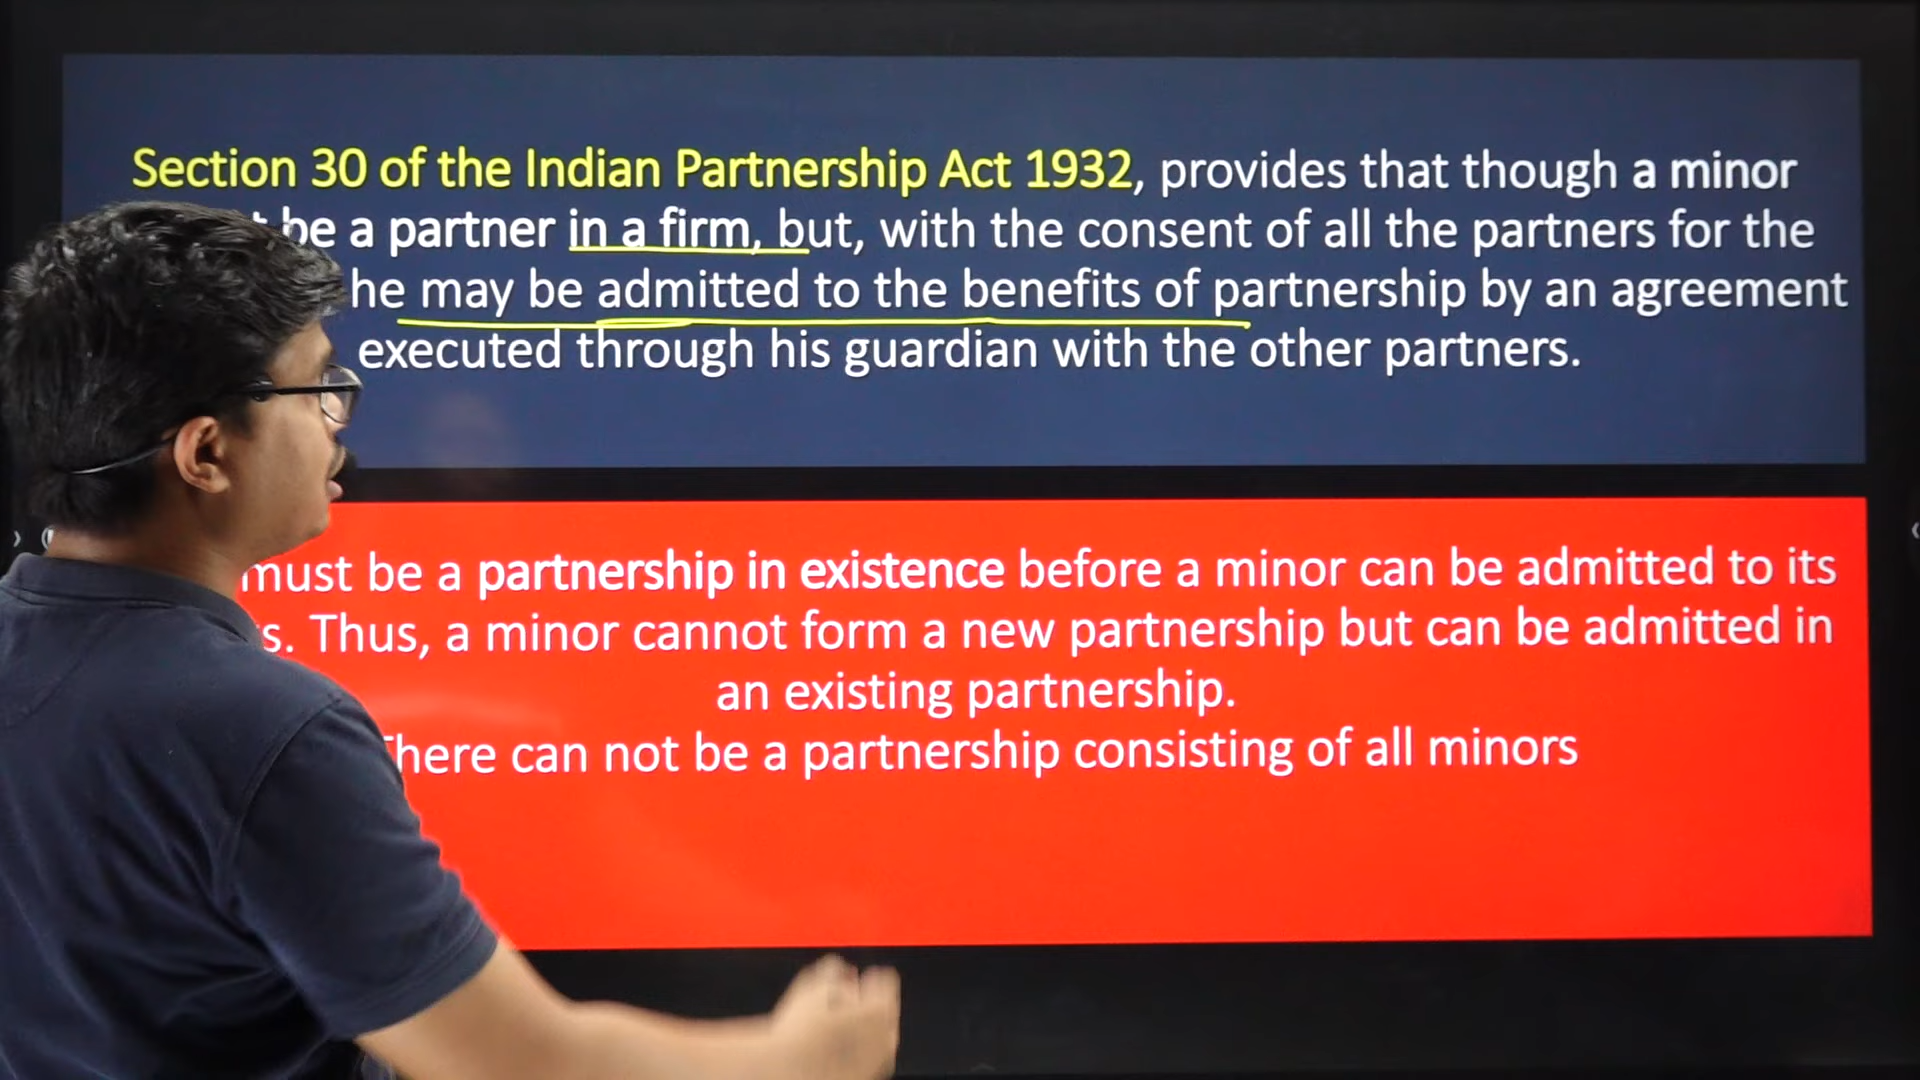 Section 30 of the Indian Partnership Act 1932, provides that though a minor
be a partner in a firm, but, with the consent of all the partners for the
he may be admitted to the benefits of partnership by an agreement
executed through his guardian with the other partners.
must be a partnership in existence before a minor can be admitted to its
Thus, a minor cannot form a new partnership but can be admitted in
an existing partnership.
There can not be a partnership consisting of all minors